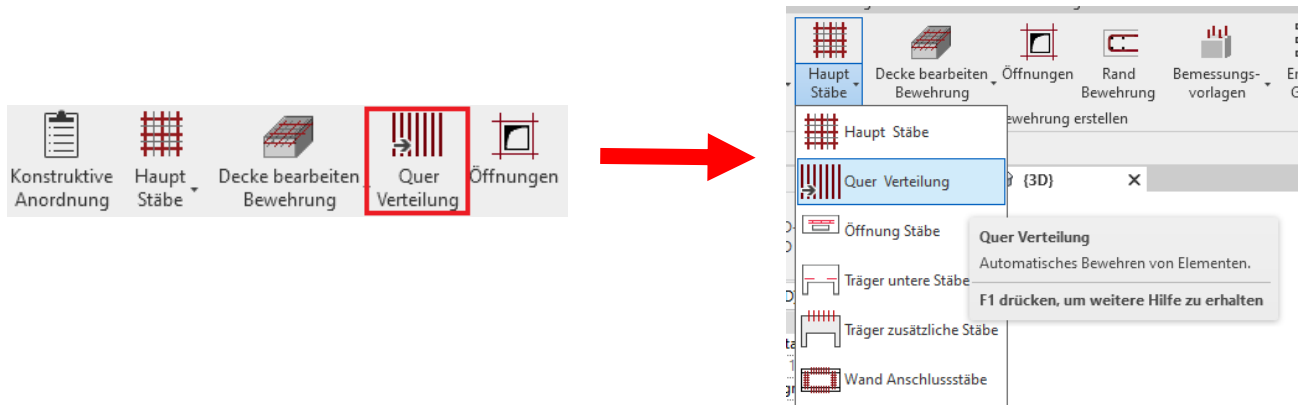 Konstruktive Anordnung
Haupt Stäbe
Decke bearbeiten Bewehrung
Quer Verteilung
Öffnungen
Haupt Stäbe
Decke bearbeiten Bewehrung
Öffnungen
Rand Bewehrung
Bemessungs- vorlagen
ewehrung erstellen
Haupt Stäbe
Quer Verteilung
{3D}
Öffnung Stäbe
Quer Verteilung
Automatisches Bewehren von Elementen.
F1 drücken, um weitere Hilfe zu erhalten
Träger untere Stäbe
Träger zusätzliche Stäbe
Wand Anschlussstäbe